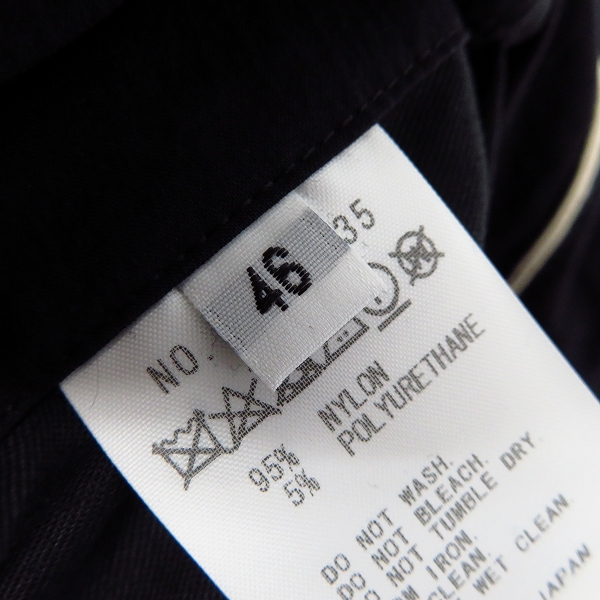 46
NO. 35
95% NYLON
5% POLYURETHANE
DO NOT WASH.
DO NOT BLEACH.
DO NOT TUMBLE DRY.
IRON.
CLEAN.
WET CLEAN.
JAPAN